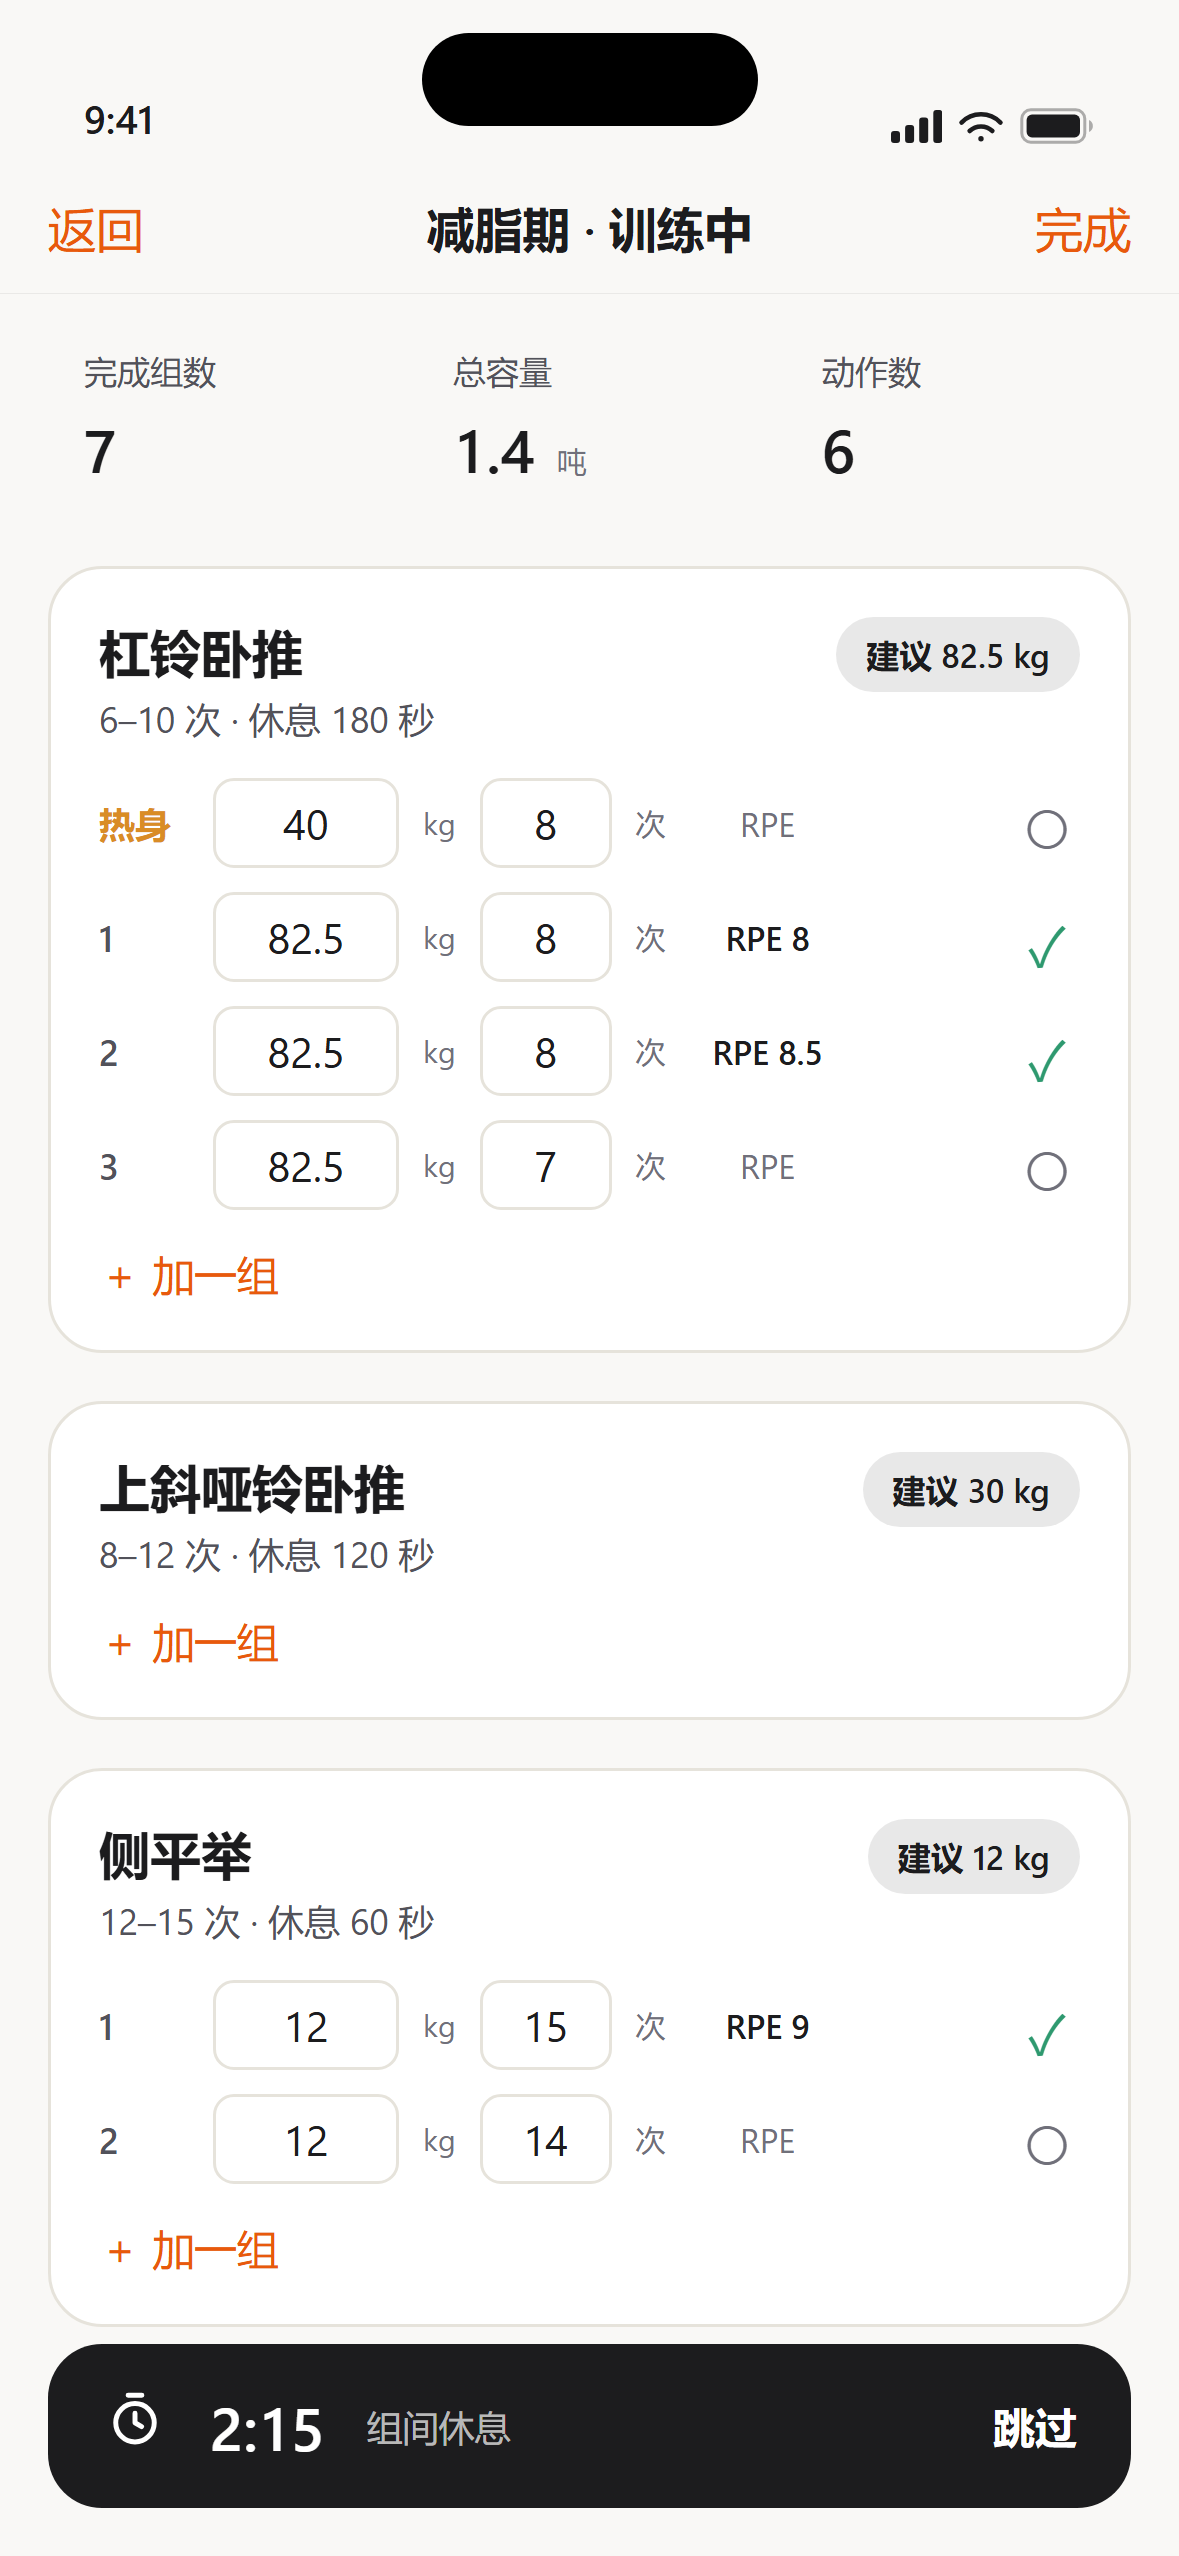 9:41
返回 减脂期 · 训练中 完成
完成组数 总容量 动作数
7 1.4 吨 6
杠铃卧推 建议 82.5 kg
6–10 次 · 休息 180 秒
热身 40 kg 8 次 RPE
1 82.5 kg 8 次 RPE 8 ✓
2 82.5 kg 8 次 RPE 8.5 ✓
3 82.5 kg 7 次 RPE
+ 加一组
上斜哑铃卧推 建议 30 kg
8–12 次 · 休息 120 秒
+ 加一组
侧平举 建议 12 kg
12–15 次 · 休息 60 秒
1 12 kg 15 次 RPE 9 ✓
2 12 kg 14 次 RPE
+ 加一组
2:15 组间休息 跳过